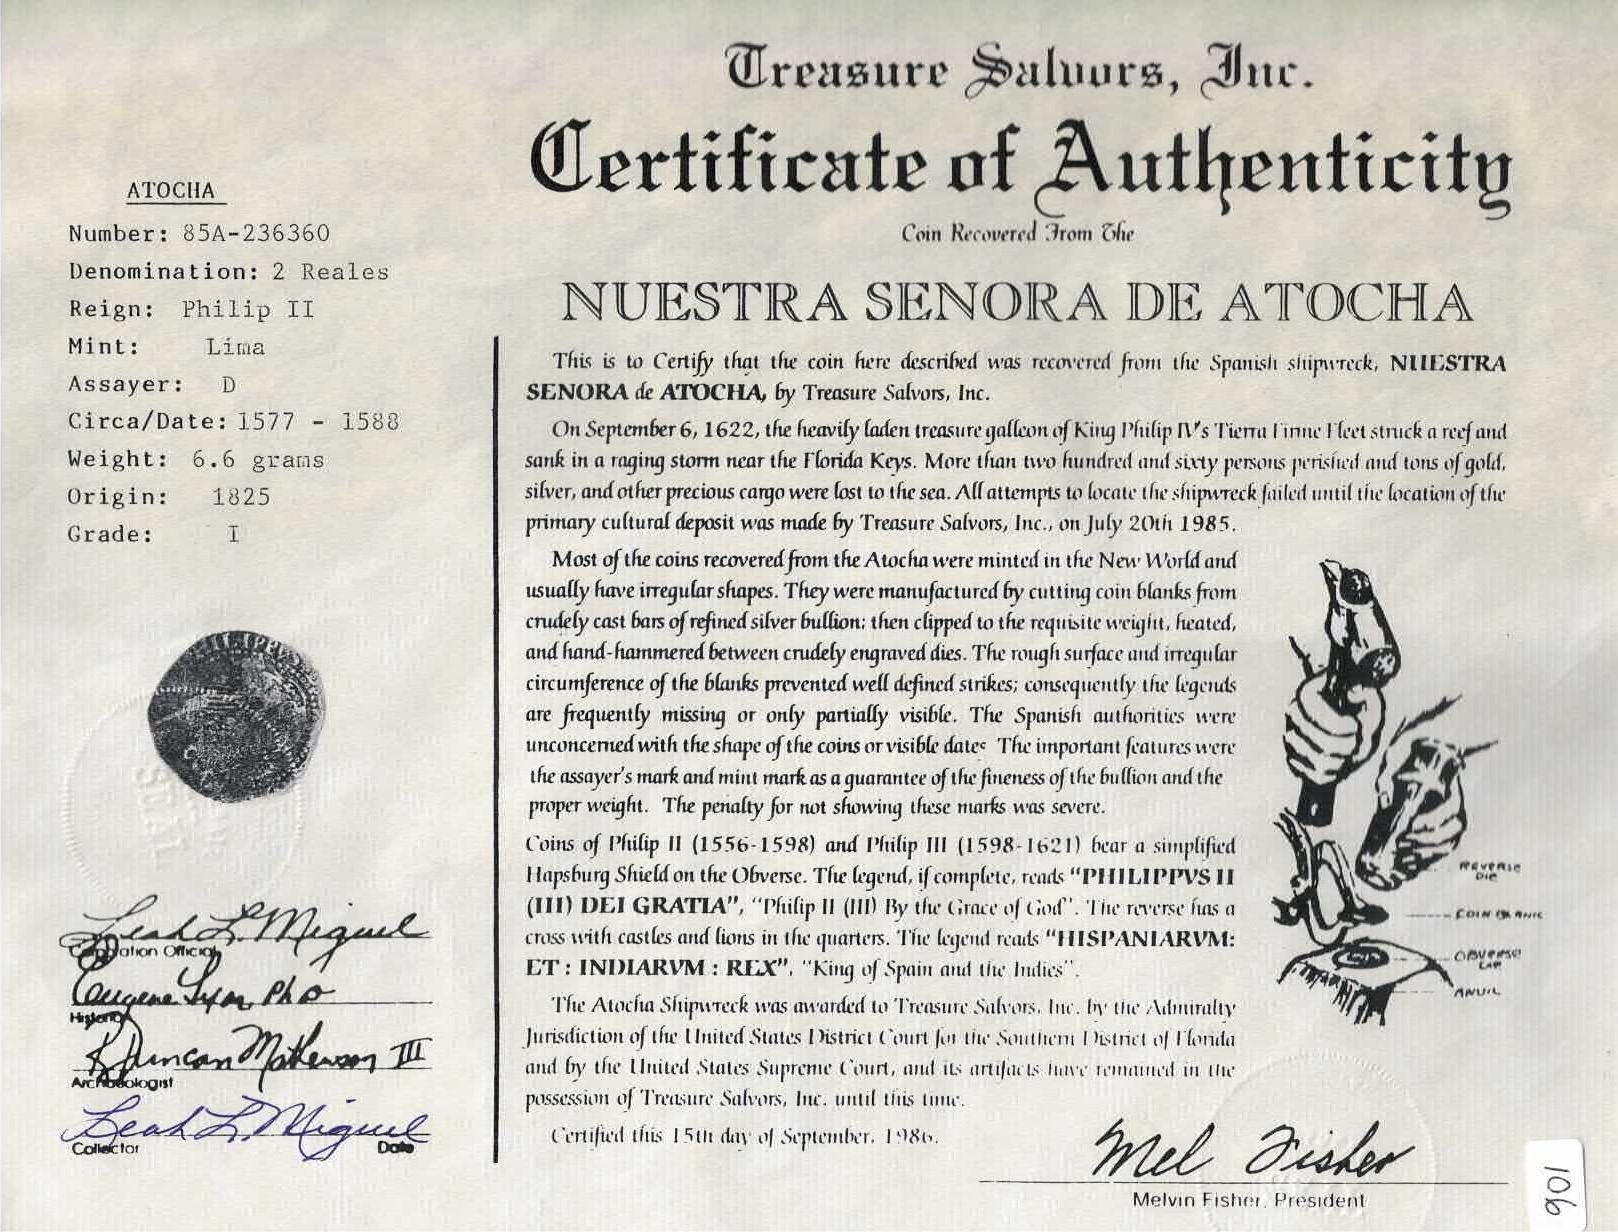 Treasure Salvors, Inc.
Certificate of Authenticity
Coin Recovered From The
NUESTRA SENORA DE ATOCHA
ATOCHA
Number: 85A-236360
Denomination: 2 Reales
Reign: Philip II
Mint: Lima
Assayer: D
Circa/Date: 1577 - 1588
Weight: 6.6 grams
Origin: 1825
Grade: I
PHILIPPVS
SEAL
Leah L. Miguel
Corporation Official
Eugene Lyon, PhD
Historian
R Duncan Mathewson III
Archaeologist
Leah L. Miguel
Collector Date
This is to Certify that the coin here described was recovered from the Spanish shipwreck, NUESTRA
SENORA de ATOCHA, by Treasure Salvors, Inc.
On September 6, 1622, the heavily laden treasure galleon of King Philip IV's Tierra Firme Fleet struck a reef and
sank in a raging storm near the Florida Keys. More than two hundred and sixty persons perished and tons of gold,
silver, and other precious cargo were lost to the sea. All attempts to locate the shipwreck failed until the location of the
primary cultural deposit was made by Treasure Salvors, Inc., on July 20th 1985.
Most of the coins recovered from the Atocha were minted in the New World and
usually have irregular shapes. They were manufactured by cutting coin blanks from
crudely cast bars of refined silver bullion; then clipped to the requisite weight, heated,
and hand-hammered between crudely engraved dies. The rough surface and irregular
circumference of the blanks prevented well defined strikes; consequently the legends
are frequently missing or only partially visible. The Spanish authorities were
unconcerned with the shape of the coins or visible dates The important features were
the assayer's mark and mint mark as a guarantee of the fineness of the bullion and the
proper weight. The penalty for not showing these marks was severe.
Coins of Philip II (1556-1598) and Philip III (1598-1621) bear a simplified
Hapsburg Shield on the Obverse. The legend, if complete, reads "PHILIPPVS II
(III) DEI GRATIA", "Philip II (III) By the Grace of God". The reverse has a
cross with castles and lions in the quarters. The legend reads "HISPANIARVM:
ET : INDIARVM : REX", "King of Spain and the Indies".
The Atocha Shipwreck was awarded to Treasure Salvors, Inc. by the Admiralty
Jurisdiction of the United States District Court for the Southern District of Florida
and by the United States Supreme Court, and its artifacts have remained in the
possession of Treasure Salvors, Inc. until this time.
Certified this 15th day of September, 1986.
REVERSE
DIE
COIN BLANK
OBVERSE
DIE
ANVIL
Mel Fisher
Melvin Fisher, President
106